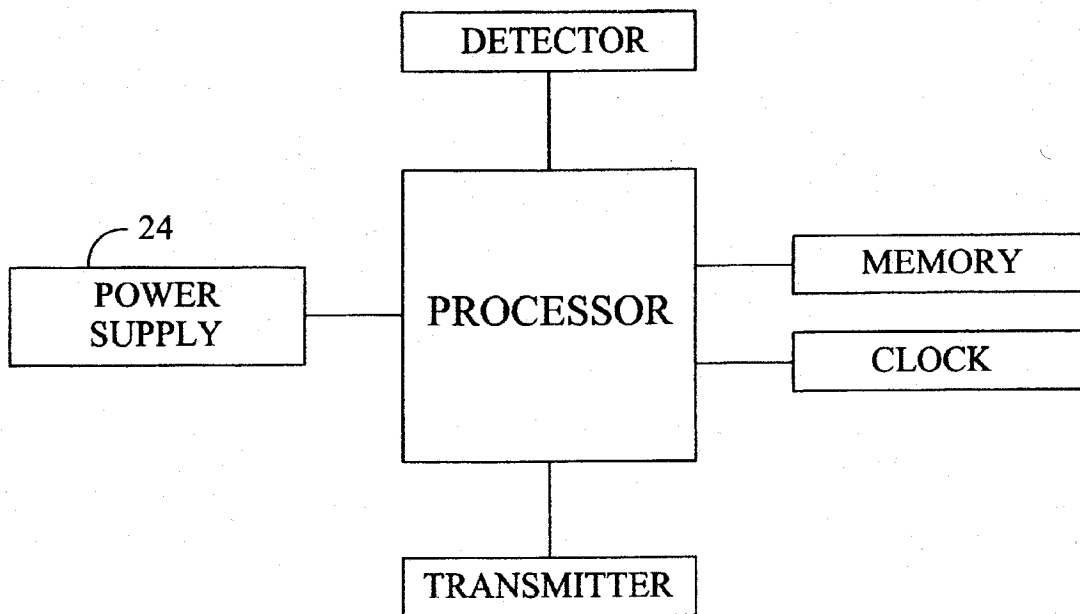 DETECTOR
24
POWER
SUPPLY
PROCESSOR
MEMORY
CLOCK
TRANSMITTER